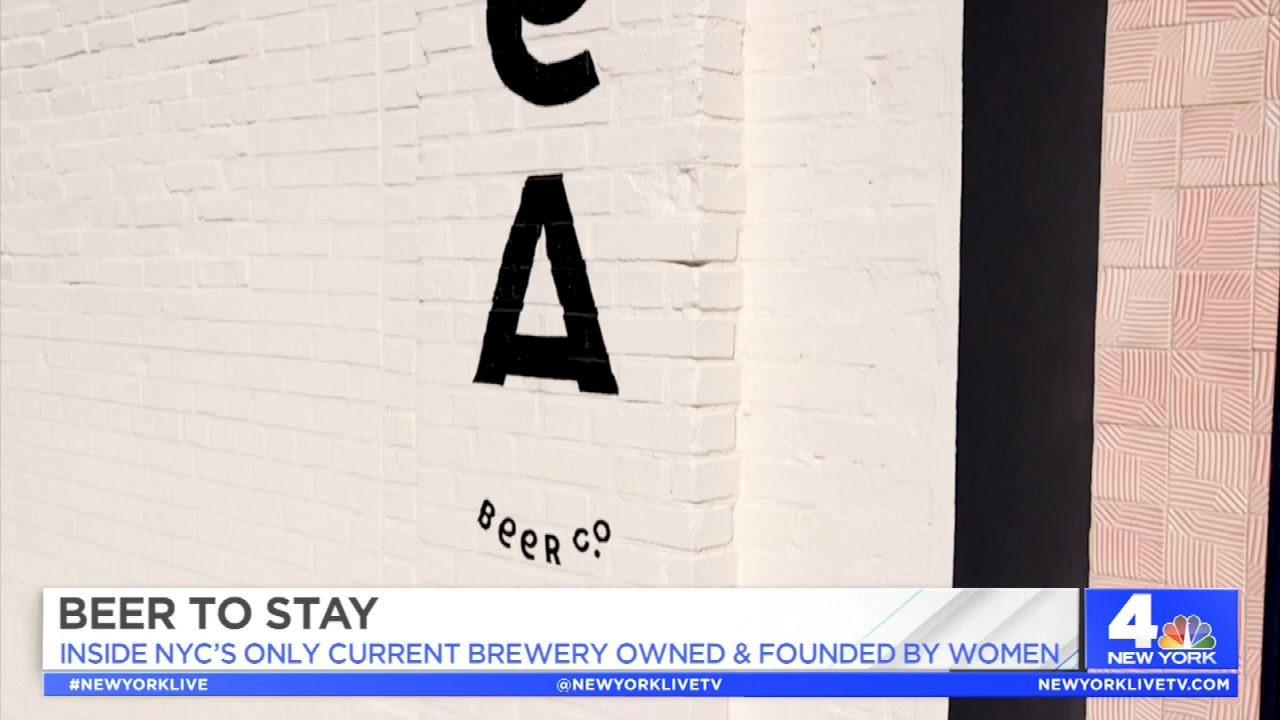 e
A
BeeR Co.
BEER TO STAY
INSIDE NYC'S ONLY CURRENT BREWERY OWNED & FOUNDED BY WOMEN
4
NEW YORK
#NEWYORKLIVE @NEWYORKLIVETV NEWYORKLIVETV.COM